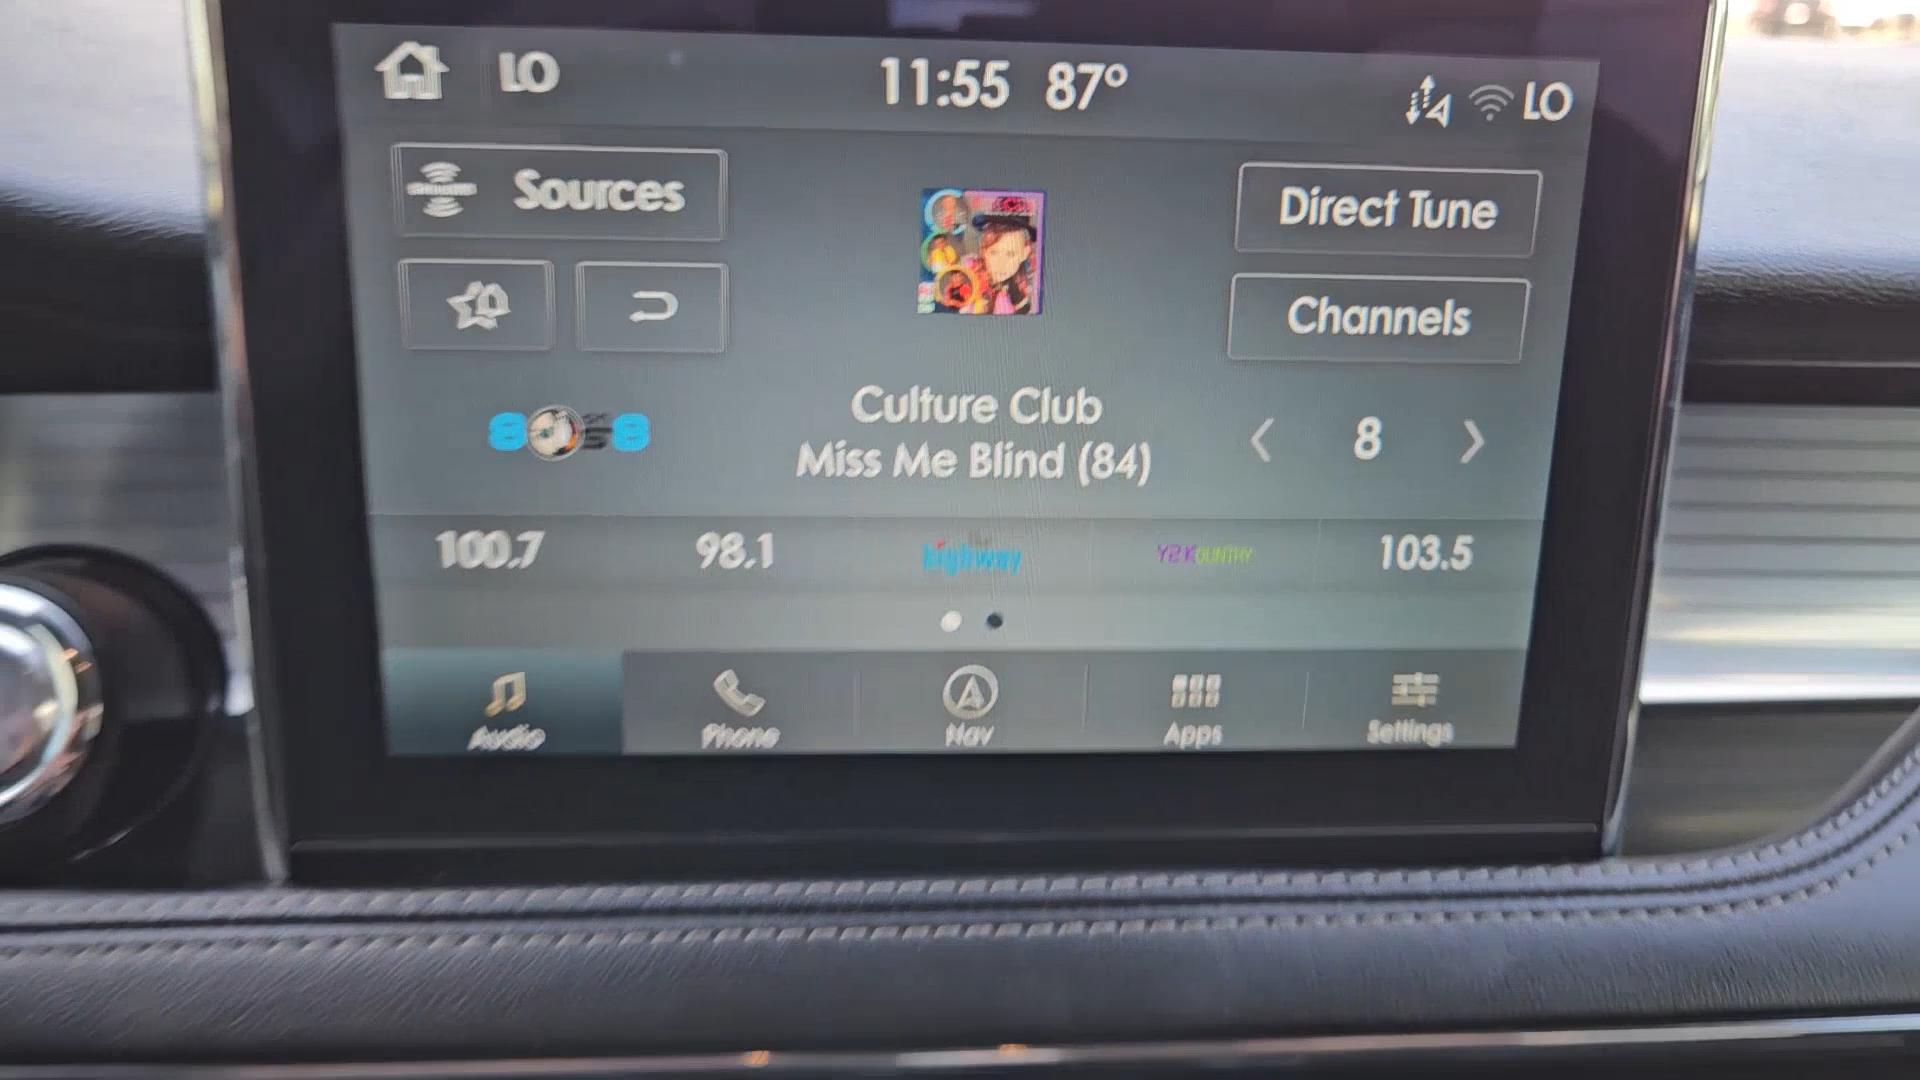 LO
11:55 87°
LO
Sources
Direct Tune
Channels
Culture Club
Miss Me Blind (84)
8
100.7
98.1
highway
Y2KOUNTRY
103.5
Audio
Phone
Nav
Apps
Settings